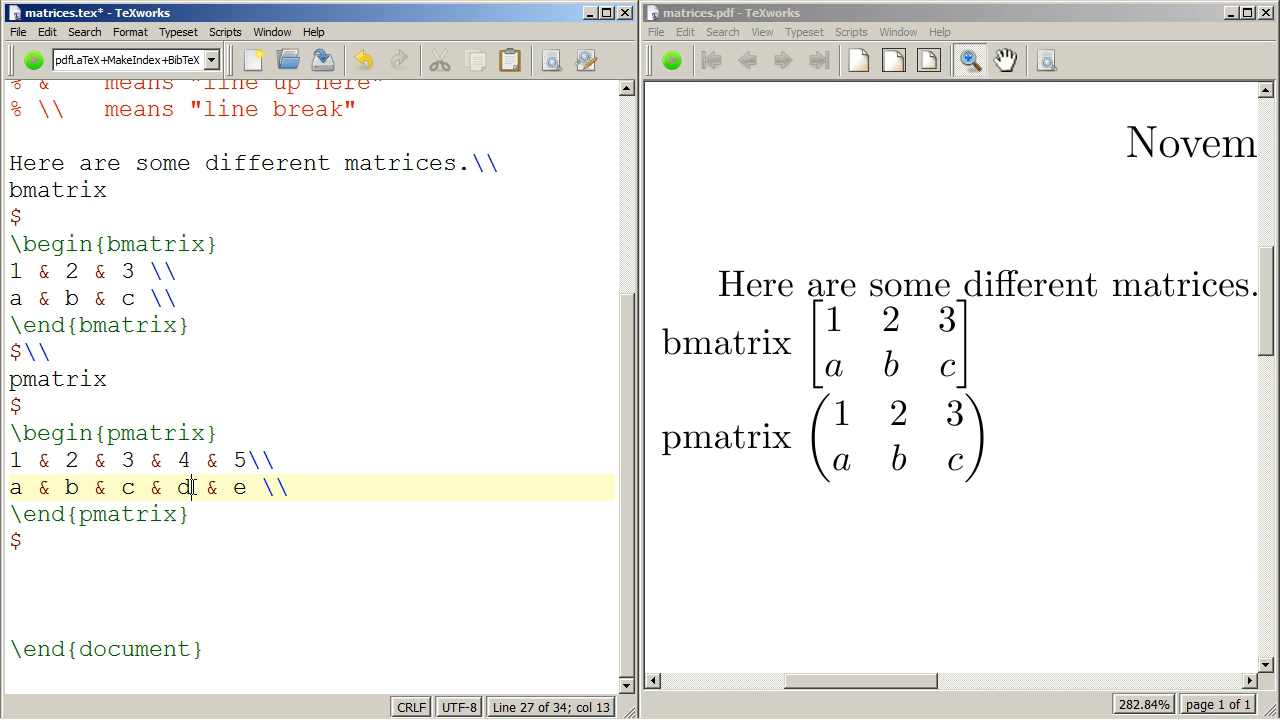 matrices.tex* - TeXworks
File Edit Search Format Typeset Scripts Window Help
pdfLaTeX+MakeIndex+BibTeX
% & means "line up here"
% \\ means "line break"
Here are some different matrices.\\
bmatrix
$
\begin{bmatrix}
1 & 2 & 3 \\
a & b & c \\
\end{bmatrix}
$\\
pmatrix
$
\begin{pmatrix}
1 & 2 & 3 & 4 & 5\\
a & b & c & d & e \\
\end{pmatrix}
$
\end{document}
CRLF UTF-8 Line 27 of 34; col 13
matrices.pdf - TeXworks
File Edit Search View Typeset Scripts Window Help
Novem
Here are some different matrices.
bmatrix [1 2 3
a b c]
pmatrix (1 2 3
a b c)
282.84% page 1 of 1